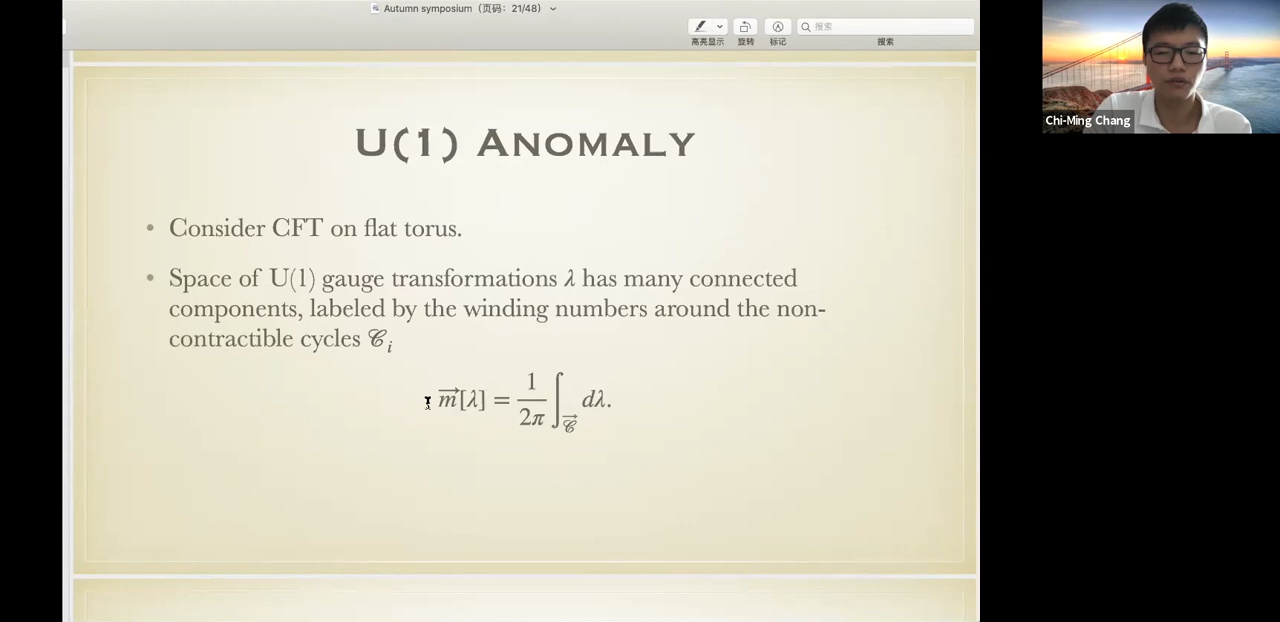 Autumn symposium（页码：21/48）
搜索
高亮显示 旋转 标记 搜索
Chi-Ming Chang
U(1) ANOMALY
• Consider CFT on flat torus.
• Space of U(1) gauge transformations λ has many connected
components, labeled by the winding numbers around the non-
contractible cycles 𝒞ᵢ
m⃗[λ] = 1/2π ∫_𝒞⃗ dλ.